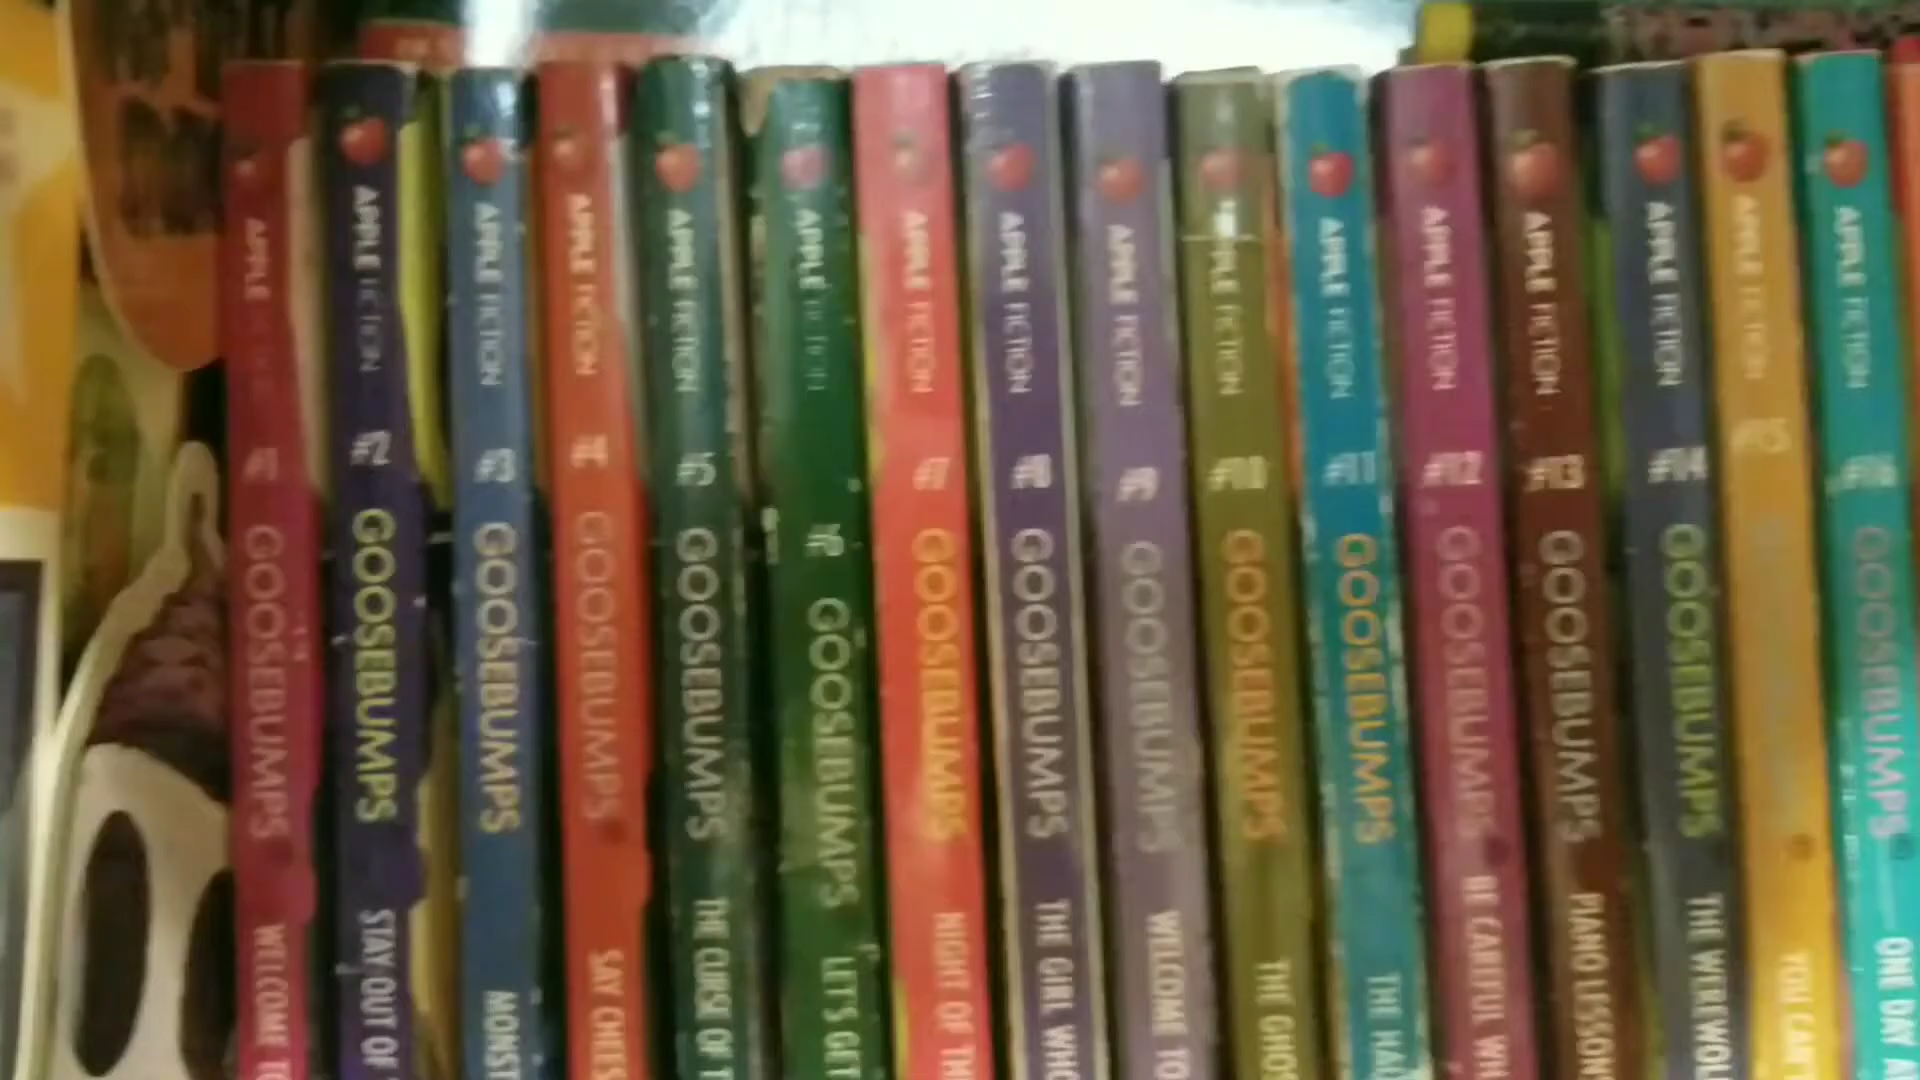 APPLE #1 GOOSEBUMPS WELCOME TO
APPLE FICTION #2 GOOSEBUMPS STAY OUT OF
APPLE FICTION #3 GOOSEBUMPS MONST
APPLE FICTION #4 GOOSEBUMPS SAY CHEES
APPLE FICTION #5 GOOSEBUMPS THE CURSE OF T
APPLE FICTION #6 GOOSEBUMPS LET'S GET
APPLE FICTION #7 GOOSEBUMPS NIGHT OF TH
APPLE FICTION #8 GOOSEBUMPS THE GIRL WHO
APPLE FICTION #9 GOOSEBUMPS WELCOME TO
APPLE FICTION #10 GOOSEBUMPS THE GHOS
APPLE FICTION #11 GOOSEBUMPS THE HAU
APPLE FICTION #12 GOOSEBUMPS BE CAREFUL WH
APPLE FICTION #13 GOOSEBUMPS PIANO LESSONS
APPLE FICTION #14 GOOSEBUMPS THE WEREWOL
APPLE FICTION #15 GOOSEBUMPS YOU CAN'T
APPLE FICTION #16 GOOSEBUMPS ONE DAY A